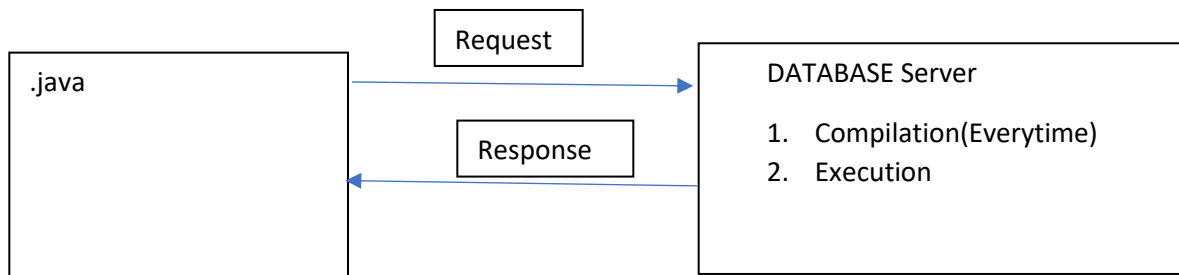 Request
.java
DATABASE Server
1. Compilation(Everytime)
Response
2. Execution